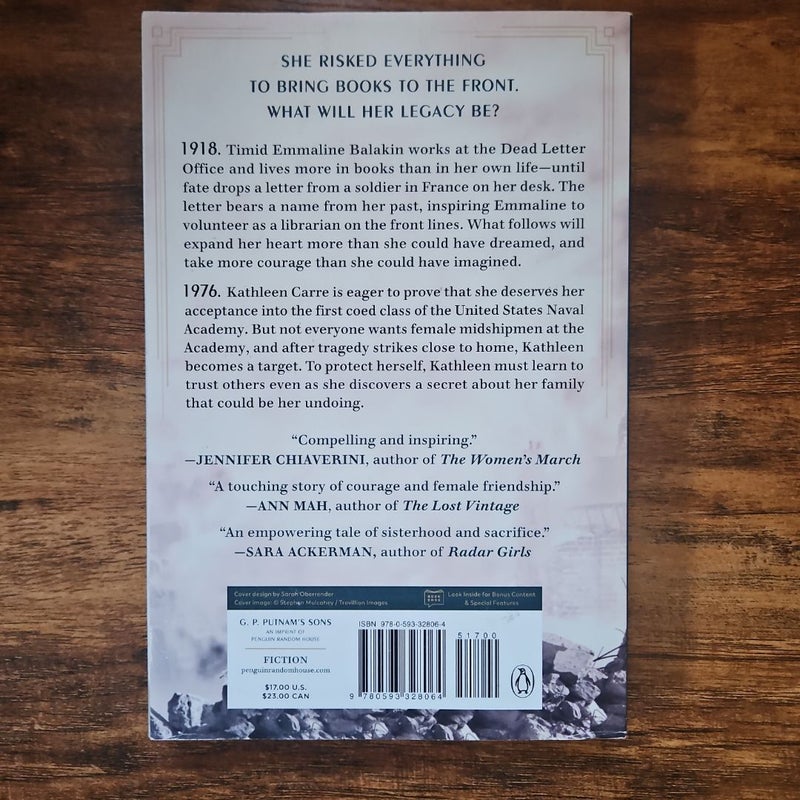 SHE RISKED EVERYTHING
TO BRING BOOKS TO THE FRONT.
WHAT WILL HER LEGACY BE?
1918. Timid Emmaline Balakin works at the Dead Letter
Office and lives more in books than in her own life—until
fate drops a letter from a soldier in France on her desk. The
letter bears a name from her past, inspiring Emmaline to
volunteer as a librarian on the front lines. What follows will
expand her heart more than she could have dreamed, and
take more courage than she could have imagined.
1976. Kathleen Carre is eager to prove that she deserves her
acceptance into the first coed class of the United States Naval
Academy. But not everyone wants female midshipmen at the
Academy, and after tragedy strikes close to home, Kathleen
becomes a target. To protect herself, Kathleen must learn to
trust others even as she discovers a secret about her family
that could be her undoing.
“Compelling and inspiring.”
—JENNIFER CHIAVERINI, author of The Women’s March
“A touching story of courage and female friendship.”
—ANN MAH, author of The Lost Vintage
“An empowering tale of sisterhood and sacrifice.”
—SARA ACKERMAN, author of Radar Girls
Cover design by Sarah Oberrender
Cover image: © Stephen Mulcahey / Trevillion Images
BOOK
ENDS
Look Inside for Bonus Content
& Special Features
G. P. PUTNAM’S SONS
AN IMPRINT OF
PENGUIN RANDOM HOUSE
FICTION
penguinrandomhouse.com
$17.00 U.S.
$23.00 CAN
ISBN 978-0-593-32806-4
51700
9 780593 328064